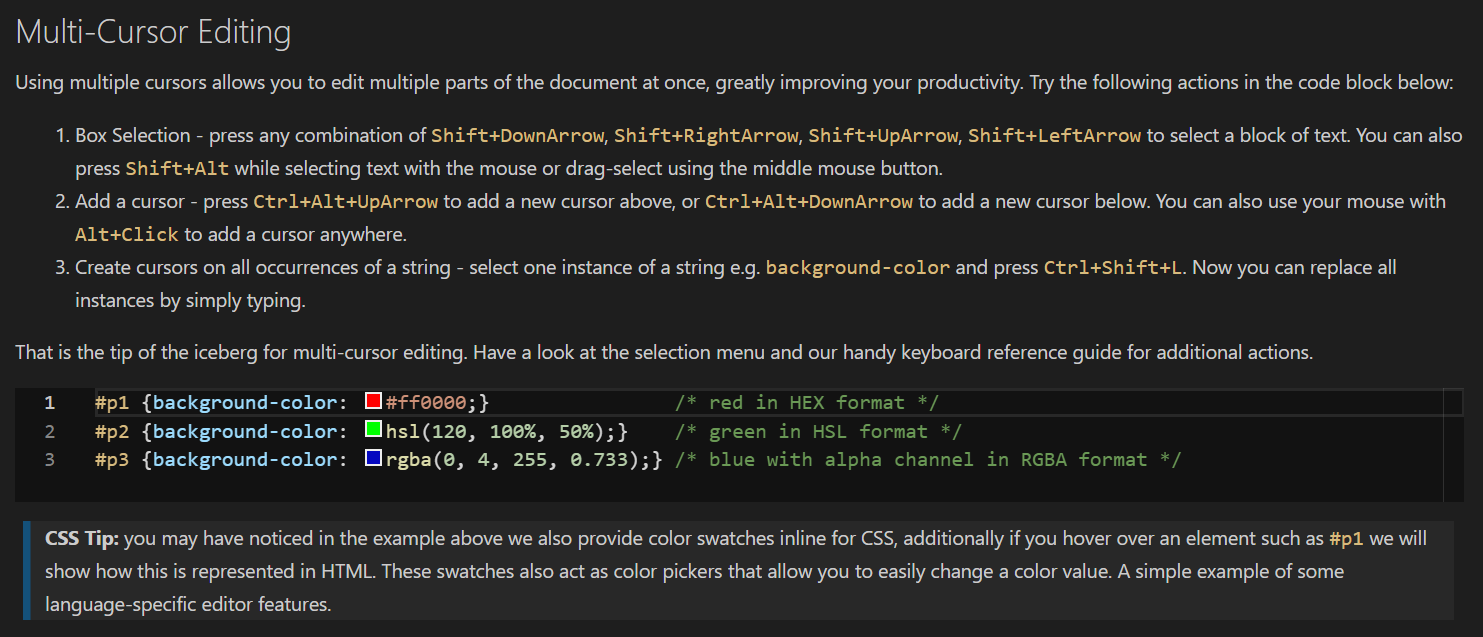 Multi-Cursor Editing
Using multiple cursors allows you to edit multiple parts of the document at once, greatly improving your productivity. Try the following actions in the code block below:
1. Box Selection - press any combination of Shift+DownArrow, Shift+RightArrow, Shift+UpArrow, Shift+LeftArrow to select a block of text. You can also
press Shift+Alt while selecting text with the mouse or drag-select using the middle mouse button.
2. Add a cursor - press Ctrl+Alt+UpArrow to add a new cursor above, or Ctrl+Alt+DownArrow to add a new cursor below. You can also use your mouse with
Alt+Click to add a cursor anywhere.
3. Create cursors on all occurrences of a string - select one instance of a string e.g. background-color and press Ctrl+Shift+L. Now you can replace all
instances by simply typing.
That is the tip of the iceberg for multi-cursor editing. Have a look at the selection menu and our handy keyboard reference guide for additional actions.
1 #p1 {background-color: #ff0000;} /* red in HEX format */
2 #p2 {background-color: hsl(120, 100%, 50%);} /* green in HSL format */
3 #p3 {background-color: rgba(0, 4, 255, 0.733);} /* blue with alpha channel in RGBA format */
CSS Tip: you may have noticed in the example above we also provide color swatches inline for CSS, additionally if you hover over an element such as #p1 we will
show how this is represented in HTML. These swatches also act as color pickers that allow you to easily change a color value. A simple example of some
language-specific editor features.